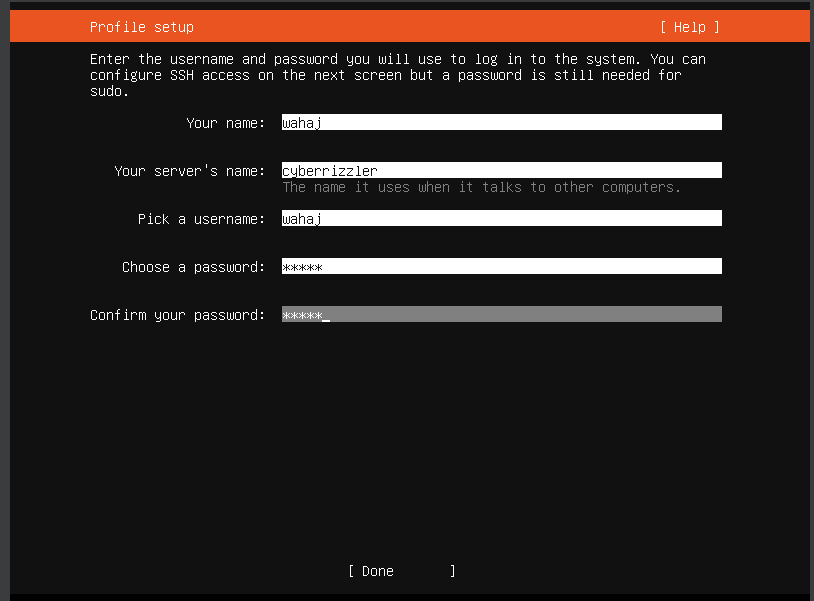 Profile setup [ Help ]
Enter the username and password you will use to log in to the system. You can
configure SSH access on the next screen but a password is still needed for
sudo.
Your name: wahaj
Your server's name: cyberrizzler
The name it uses when it talks to other computers.
Pick a username: wahaj
Choose a password: *****
Confirm your password: *****_
[ Done ]